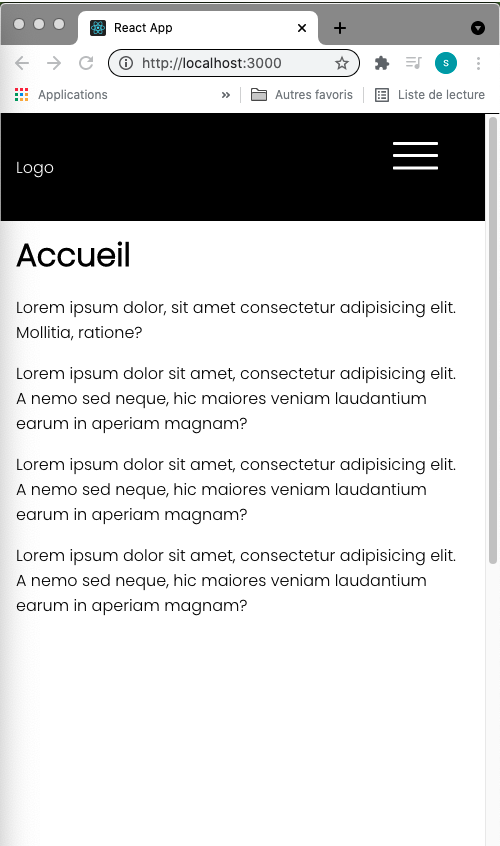 React App
http://localhost:3000
s
Applications
»
Autres favoris
Liste de lecture
Logo
Accueil
Lorem ipsum dolor, sit amet consectetur adipisicing elit.
Mollitia, ratione?
Lorem ipsum dolor sit amet, consectetur adipisicing elit.
A nemo sed neque, hic maiores veniam laudantium
earum in aperiam magnam?
Lorem ipsum dolor sit amet, consectetur adipisicing elit.
A nemo sed neque, hic maiores veniam laudantium
earum in aperiam magnam?
Lorem ipsum dolor sit amet, consectetur adipisicing elit.
A nemo sed neque, hic maiores veniam laudantium
earum in aperiam magnam?